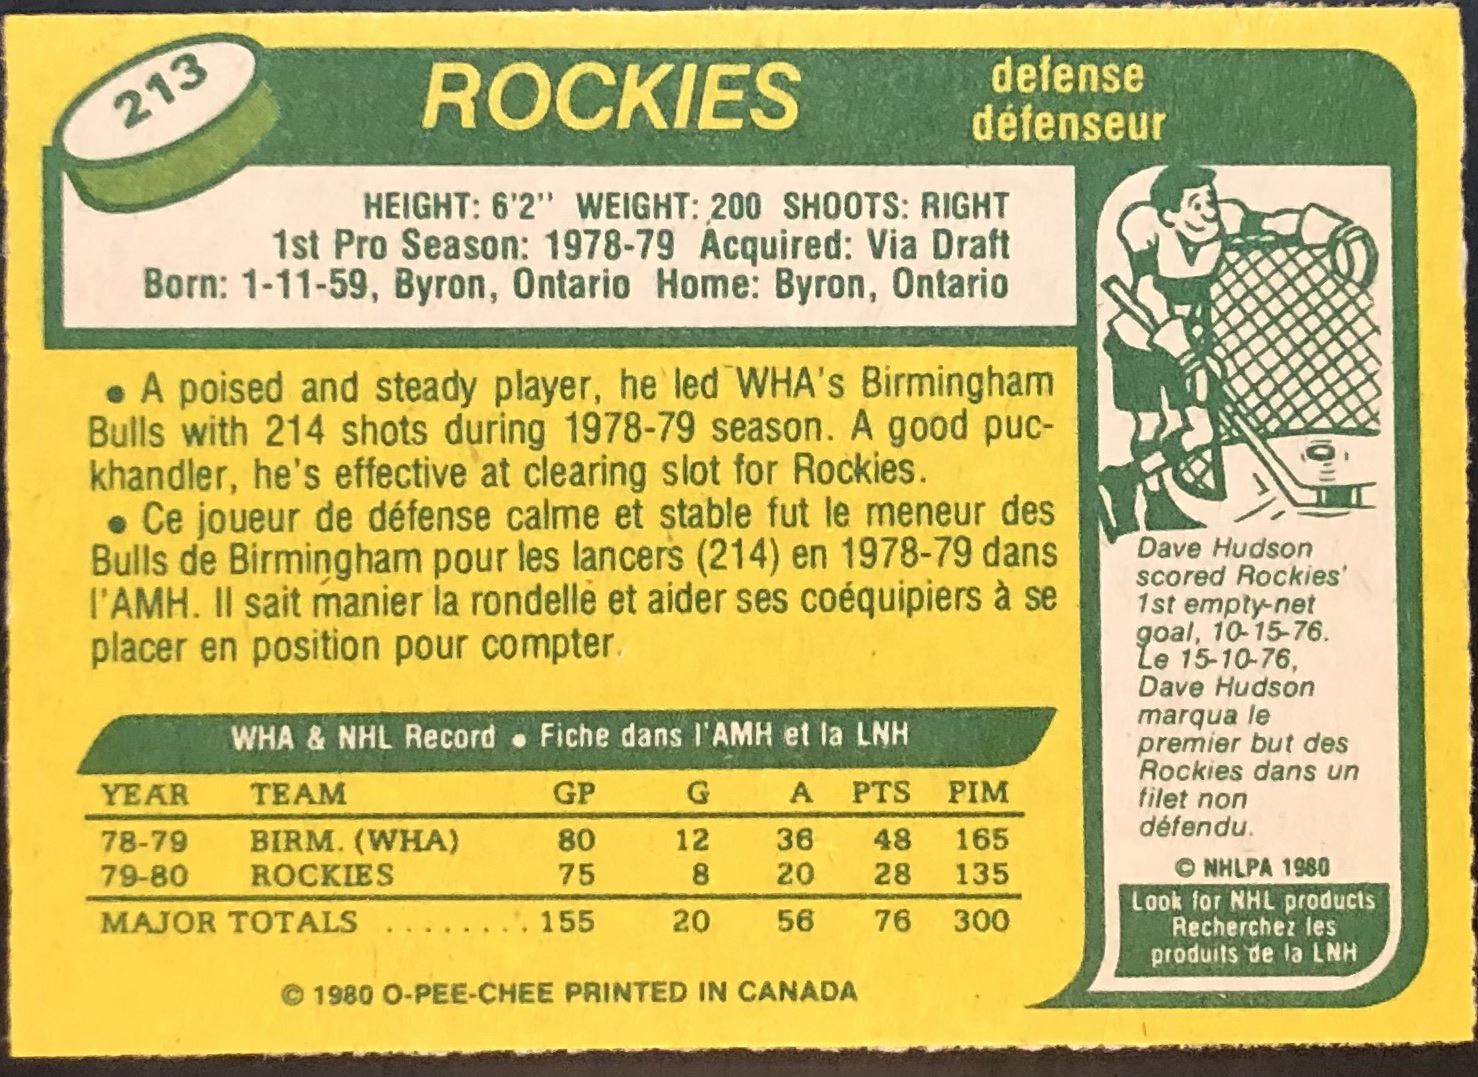 213
ROCKIES
defense
défenseur
HEIGHT: 6'2" WEIGHT: 200 SHOOTS: RIGHT
1st Pro Season: 1978-79 Acquired: Via Draft
Born: 1-11-59, Byron, Ontario Home: Byron, Ontario
• A poised and steady player, he led WHA's Birmingham
Bulls with 214 shots during 1978-79 season. A good puc-
khandler, he's effective at clearing slot for Rockies.
• Ce joueur de défense calme et stable fut le meneur des
Bulls de Birmingham pour les lancers (214) en 1978-79 dans
l'AMH. Il sait manier la rondelle et aider ses coéquipiers à se
placer en position pour compter.
WHA & NHL Record • Fiche dans l'AMH et la LNH
YEAR TEAM GP G A PTS PIM
78-79 BIRM. (WHA) 80 12 36 48 165
79-80 ROCKIES 75 8 20 28 135
MAJOR TOTALS ........ 155 20 56 76 300
© 1980 O-PEE-CHEE PRINTED IN CANADA
Dave Hudson
scored Rockies'
1st empty-net
goal, 10-15-76.
Le 15-10-76,
Dave Hudson
marqua le
premier but des
Rockies dans un
filet non
défendu.
© NHLPA 1980
Look for NHL products
Recherchez les
produits de la LNH